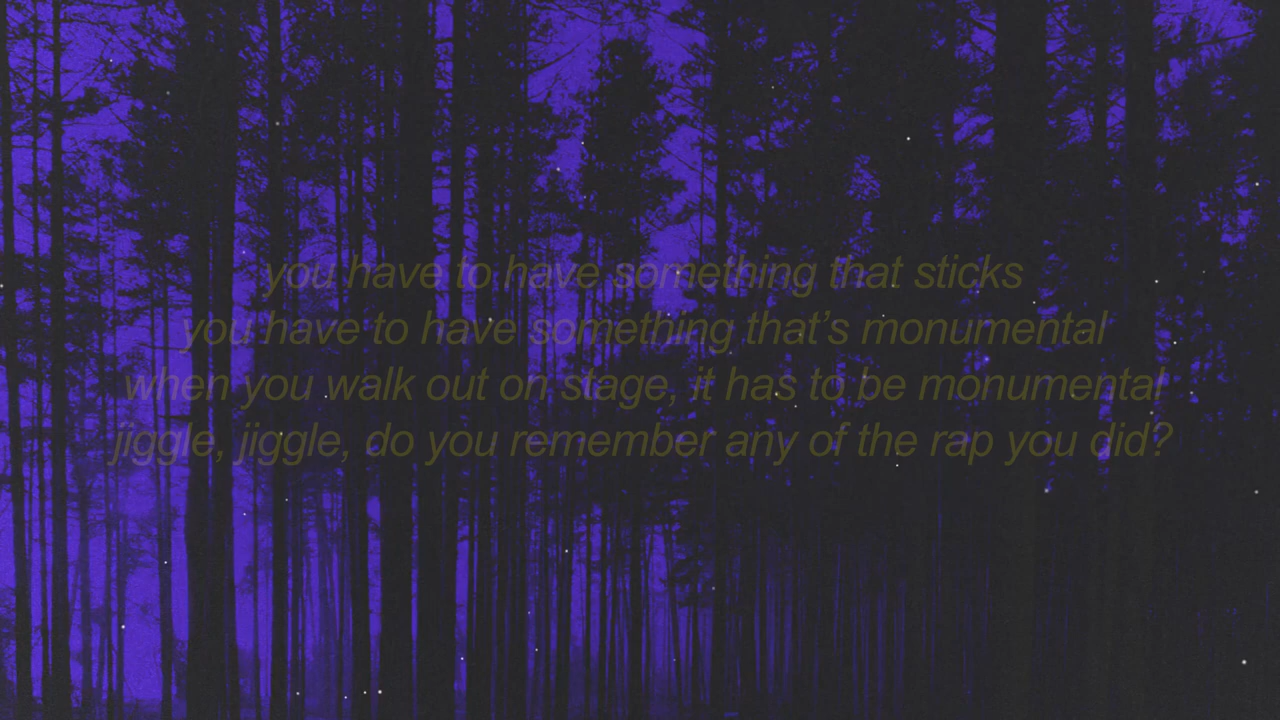 you have to have something that sticks
you have to have something that’s monumental
when you walk out on stage, it has to be monumental
jiggle, jiggle, do you remember any of the rap you did?